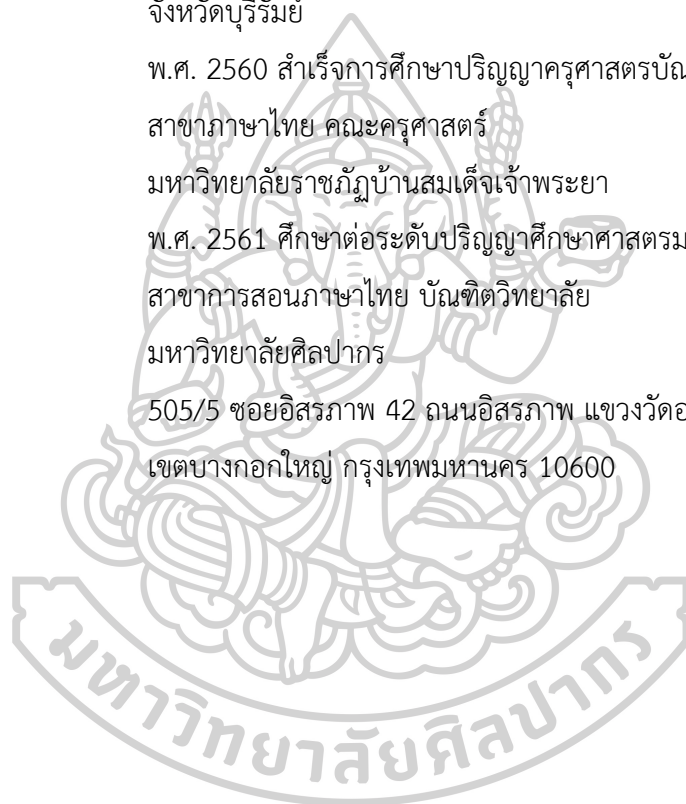 จังหวัดบุรีรัมย์
พ.ศ. 2560 สำเร็จการศึกษาปริญญาครุศาสตรบัณ
สาขาภาษาไทย คณะครุศาสตร์
มหาวิทยาลัยราชภัฏบ้านสมเด็จเจ้าพระยา
พ.ศ. 2561 ศึกษาต่อระดับปริญญาศึกษาศาสตรม
สาขาการสอนภาษาไทย บัณฑิตวิทยาลัย
มหาวิทยาลัยศิลปากร
505/5 ซอยอิสรภาพ 42 ถนนอิสรภาพ แขวงวัดอ
เขตบางกอกใหญ่ กรุงเทพมหานคร 10600
มหาวิทยาลัยศิลปากร